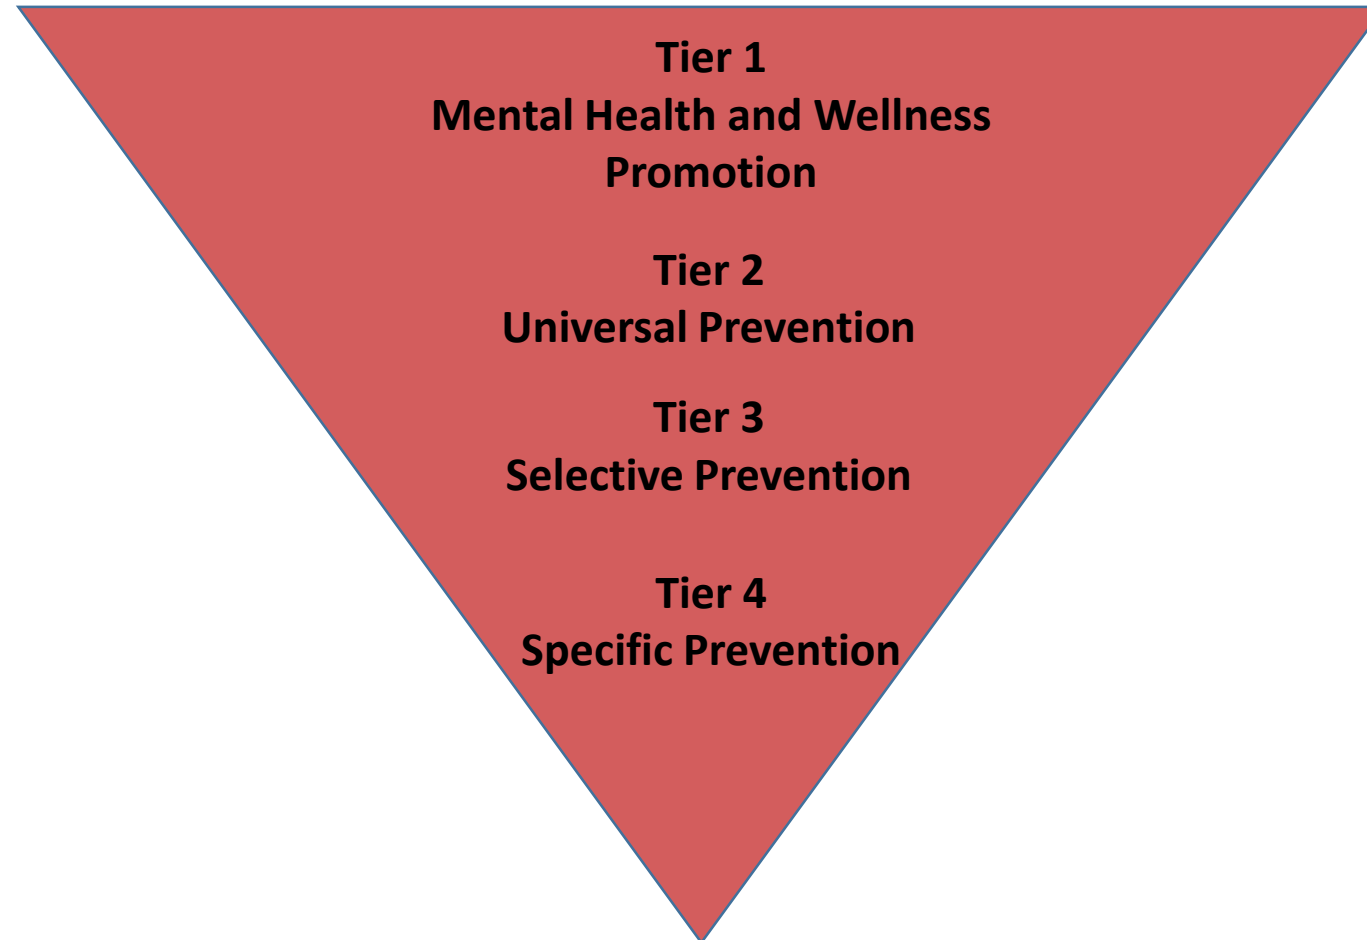 Tier 1
Mental Health and Wellness
Promotion
Tier 2
Universal Prevention
Tier 3
Selective Prevention
Tier 4
Specific Prevention